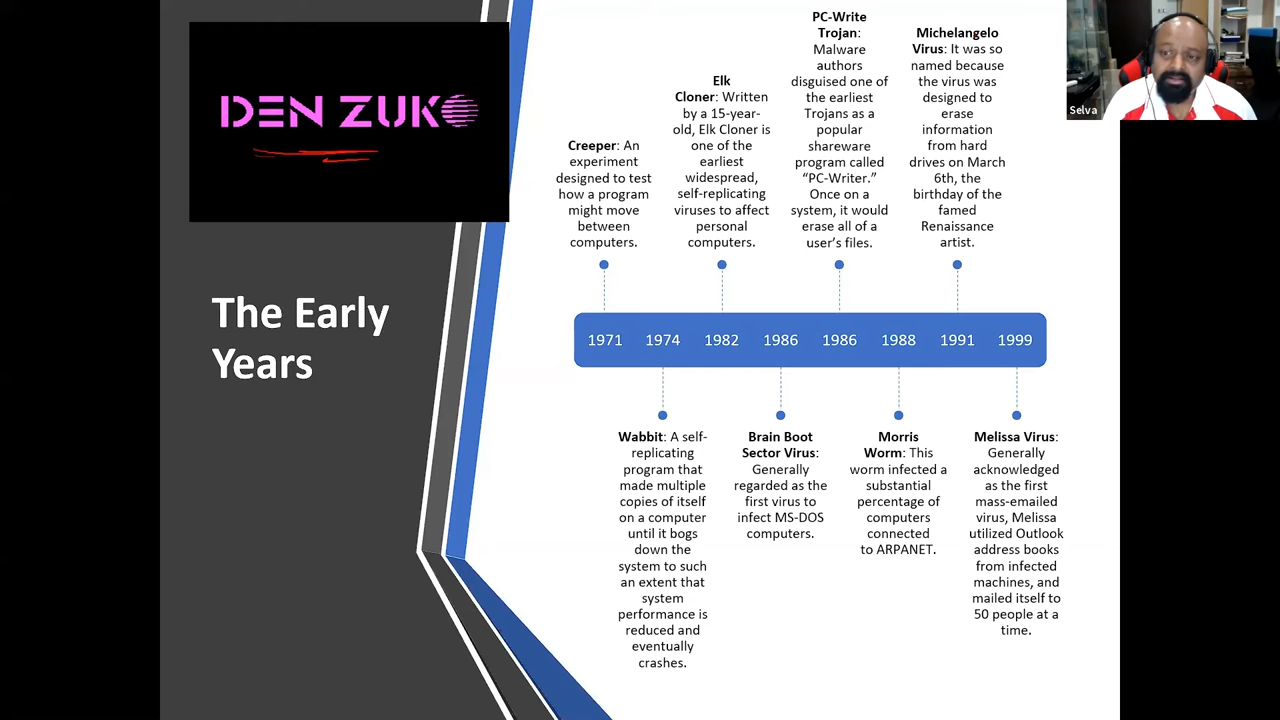 DEN ZUKO
The Early
Years
Creeper: An
experiment
designed to test
how a program
might move
between
computers.
Elk
Cloner: Written
by a 15-year-
old, Elk Cloner is
one of the
earliest
widespread,
self-replicating
viruses to affect
personal
computers.
PC-Write
Trojan:
Malware
authors
disguised one of
the earliest
Trojans as a
popular
shareware
program called
“PC-Writer.”
Once on a
system, it would
erase all of a
user’s files.
Michelangelo
Virus: It was so
named because
the virus was
designed to
erase
information
from hard
drives on March
6th, the
birthday of the
famed
Renaissance
artist.
Selva
1971 1974 1982 1986 1986 1988 1991 1999
Wabbit: A self-
replicating
program that
made multiple
copies of itself
on a computer
until it bogs
down the
system to such
an extent that
system
performance is
reduced and
eventually
crashes.
Brain Boot
Sector Virus:
Generally
regarded as the
first virus to
infect MS-DOS
computers.
Morris
Worm: This
worm infected a
substantial
percentage of
computers
connected
to ARPANET.
Melissa Virus:
Generally
acknowledged
as the first
mass-emailed
virus, Melissa
utilized Outlook
address books
from infected
machines, and
mailed itself to
50 people at a
time.